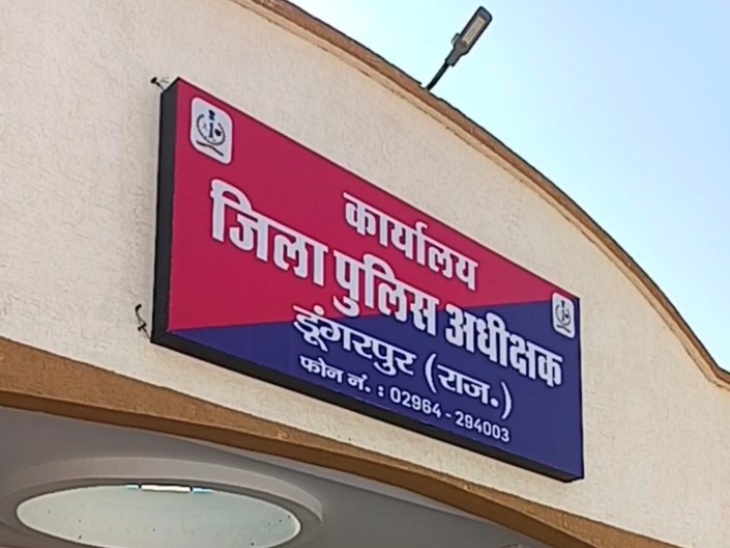 कार्यालय
जिला पुलिस अधीक्षक
डूंगरपुर (राज.)
फोन नं. : 02964 - 294003